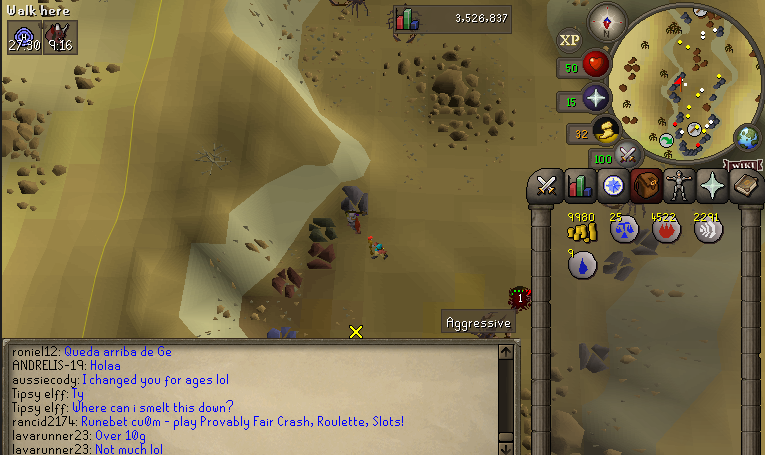 Walk here
3,526,837
27:30 9:16
XP
N
50
15
32
100
WIKI
9980 25 4522 2291
9
1
Aggressive
roniel12: Queda arriba de Ge
ANDRELIS-19: Holaa
aussiecody: I changed you for ages lol
Tipsy elff: Ty
Tipsy elff: Where can i smelt this down?
rancid2174: Runebet cu0m - play Provably Fair Crash, Roulette, Slots!
lavarunner23: Over 10g
lavarunner23: Not much lol